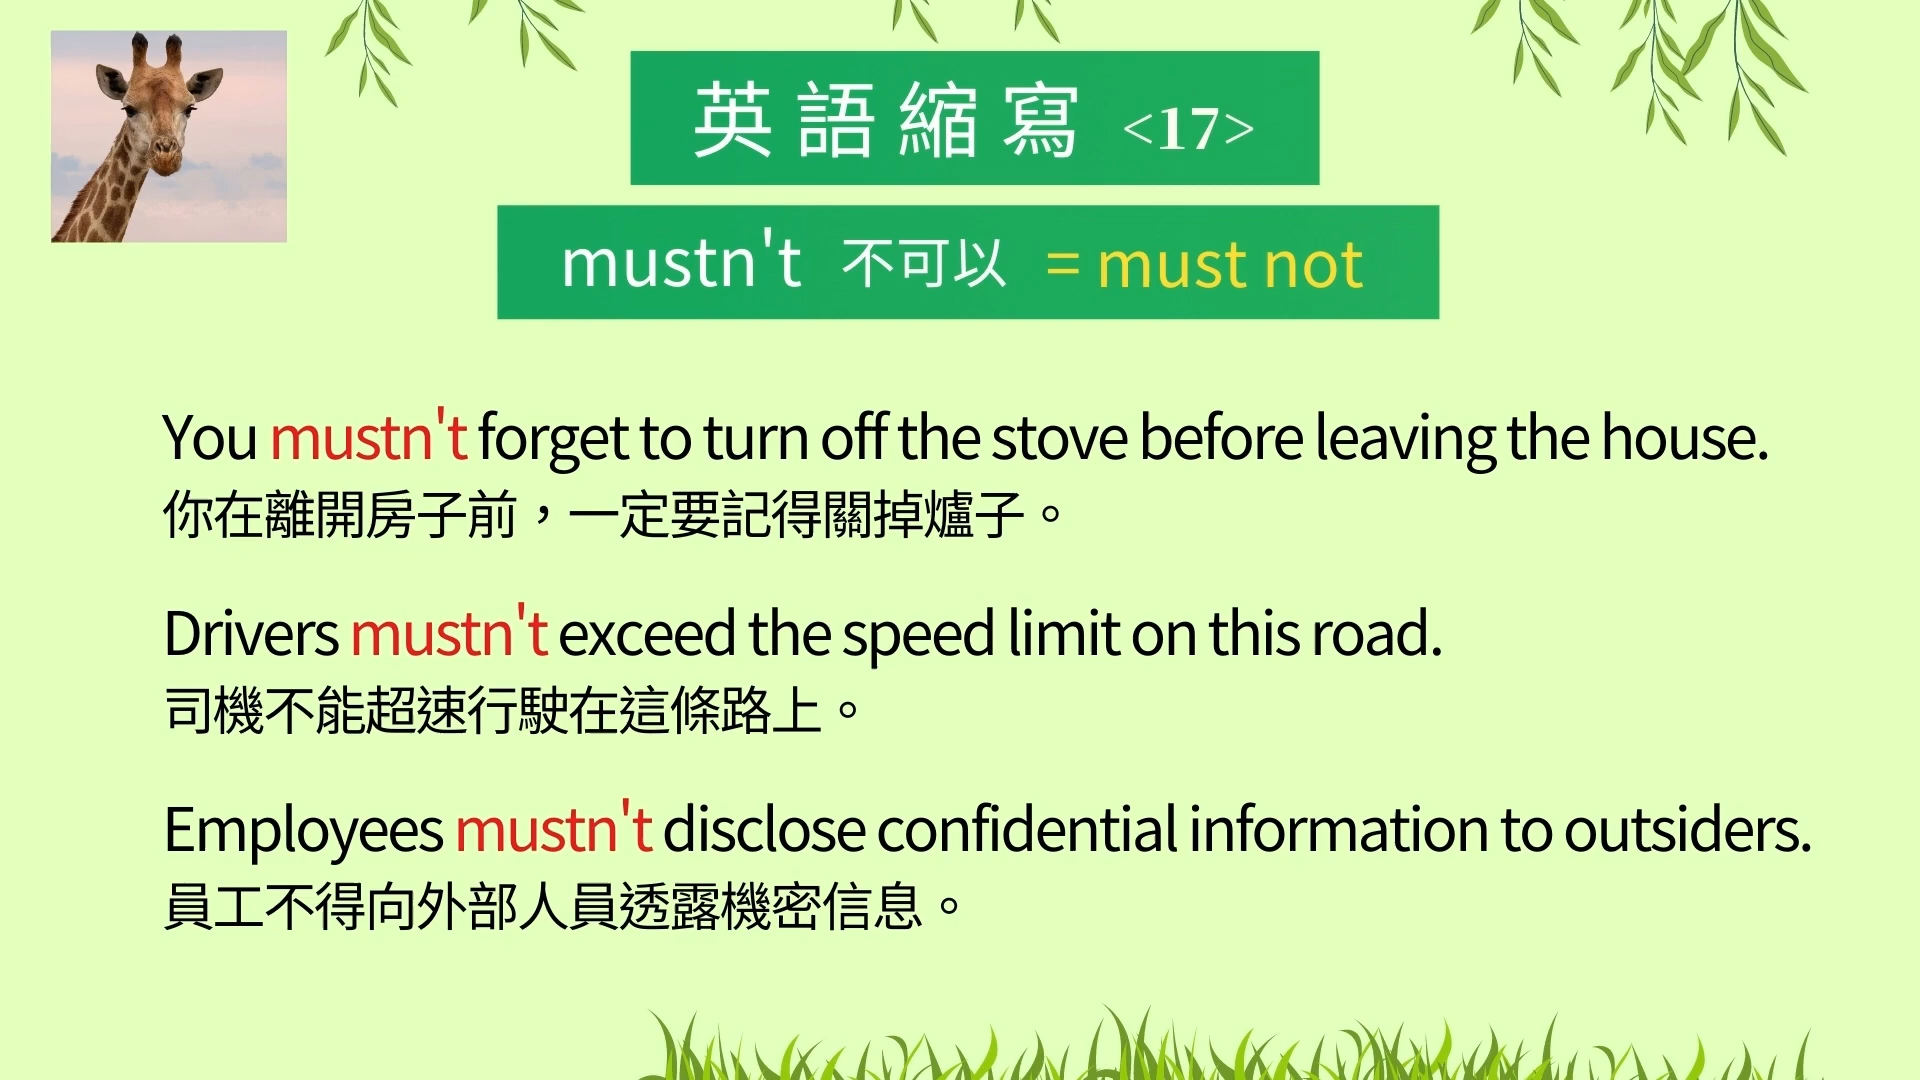 英語縮寫 <17>
mustn't 不可以 = must not
You mustn't forget to turn off the stove before leaving the house.
你在離開房子前，一定要記得關掉爐子。
Drivers mustn't exceed the speed limit on this road.
司機不能超速行駛在這條路上。
Employees mustn't disclose confidential information to outsiders.
員工不得向外部人員透露機密信息。